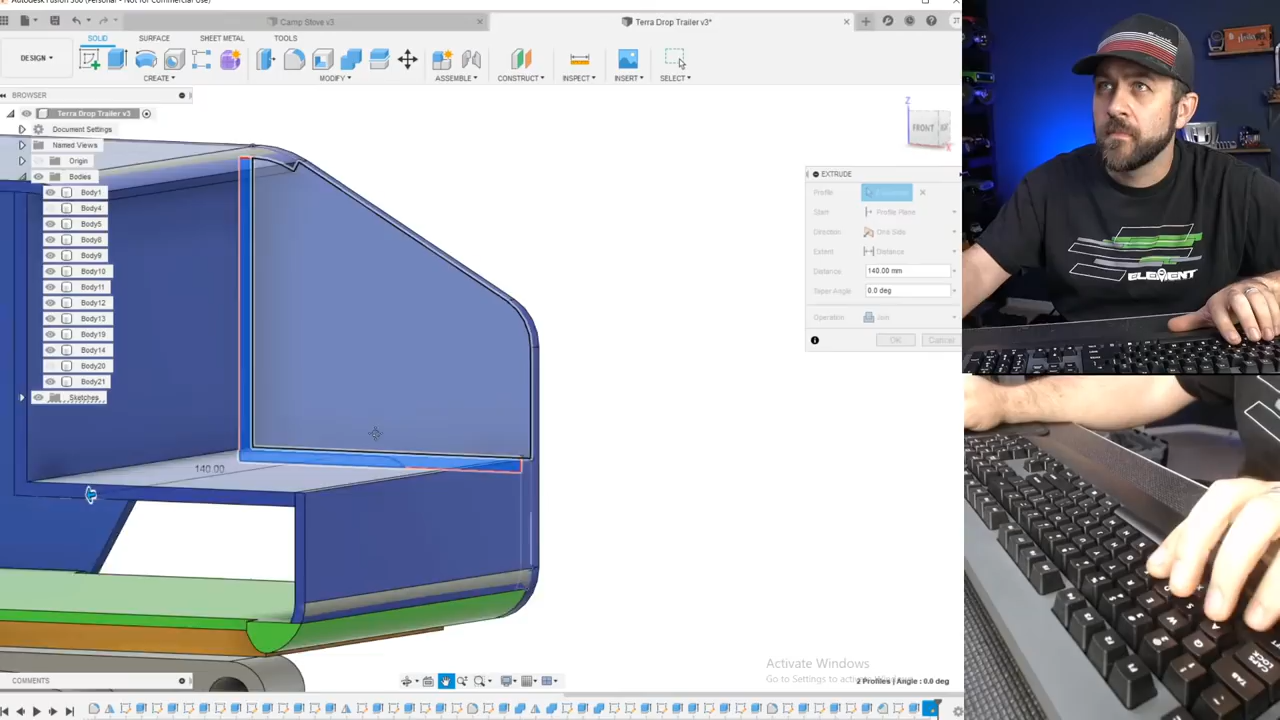 Autodesk Fusion 360 (Personal - Not for Commercial Use)
Camp Stove v3
Terra Drop Trailer v3*
SOLID SURFACE SHEET METAL TOOLS
DESIGN
CREATE MODIFY ASSEMBLE CONSTRUCT INSPECT INSERT SELECT
BROWSER
Terra Drop Trailer v3
Document Settings
Named Views
Origin
Bodies
Body1
Body4
Body5
Body8
Body9
Body10
Body11
Body12
Body13
Body19
Body14
Body20
Body21
Sketches
Z
FRONT
X
EXTRUDE
Profile
Start Profile Plane
Direction One Side
Extent Distance
Distance 140.00 mm
Taper Angle 0.0 deg
Operation Join
OK Cancel
140.00
Activate Windows
Go to Settings to
2 Profiles | Angle : 0.0 deg
COMMENTS
ELEMENT
CAPS
LOCK